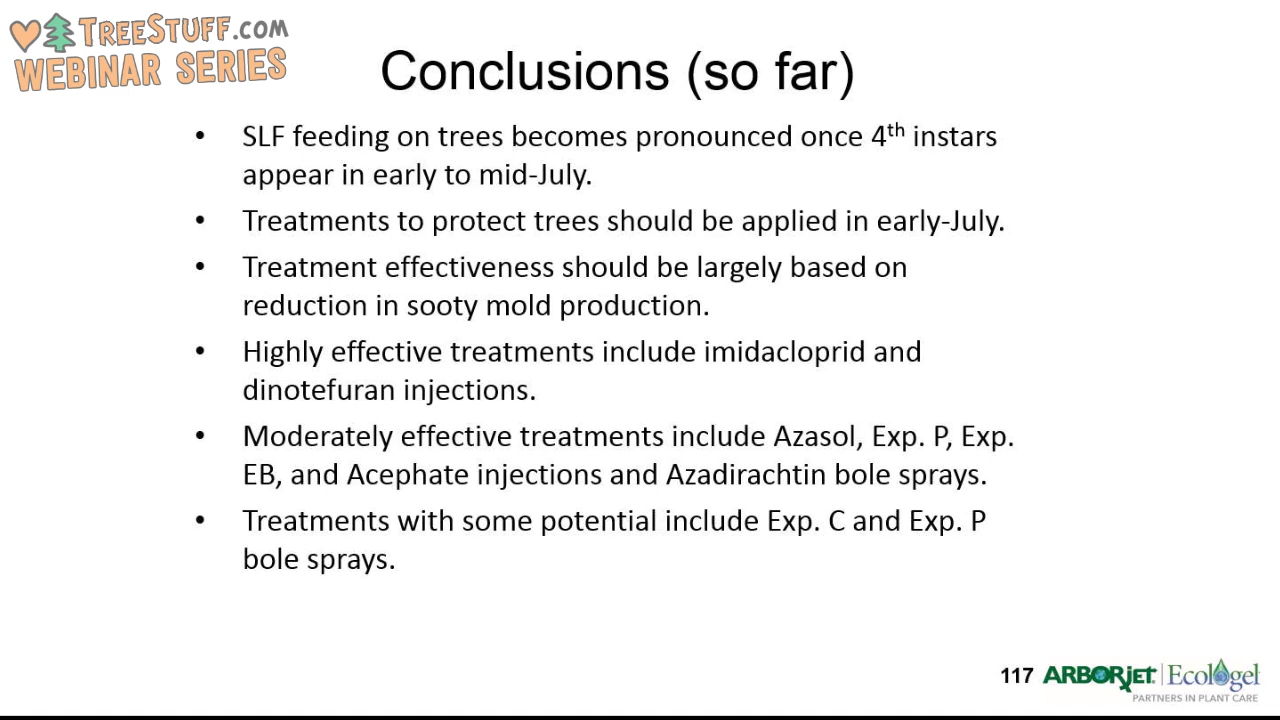 TREESTUFF.COM
WEBINAR SERIES
Conclusions (so far)
• SLF feeding on trees becomes pronounced once 4th instars
appear in early to mid-July.
• Treatments to protect trees should be applied in early-July.
• Treatment effectiveness should be largely based on
reduction in sooty mold production.
• Highly effective treatments include imidacloprid and
dinotefuran injections.
• Moderately effective treatments include Azasol, Exp. P, Exp.
EB, and Acephate injections and Azadirachtin bole sprays.
• Treatments with some potential include Exp. C and Exp. P
bole sprays.
117 ARBORjET Ecologel
PARTNERS IN PLANT CARE